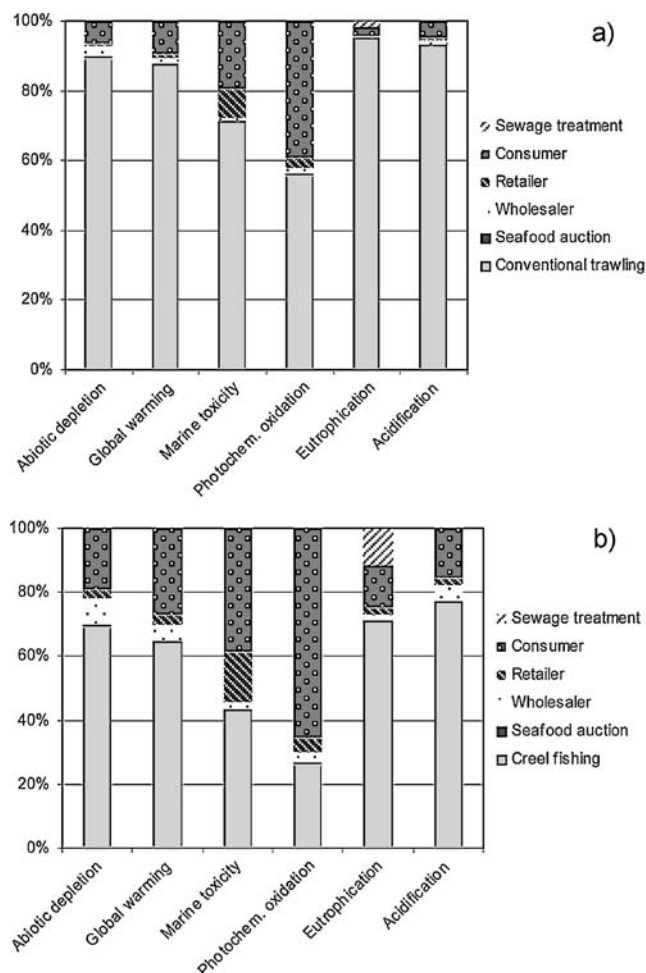 a)
100%
80%
60%
40%
20%
0%
Sewage treatment
Consumer
Retailer
Wholesaler
Seafood auction
Conventional trawling
Abiotic depletion
Global warming
Marine toxicity
Photochem. oxidation
Eutrophication
Acidification
b)
100%
80%
60%
40%
20%
0%
Sewage treatment
Consumer
Retailer
Wholesaler
Seafood auction
Creel fishing
Abiotic depletion
Global warming
Marine toxicity
Photochem. oxidation
Eutrophication
Acidification